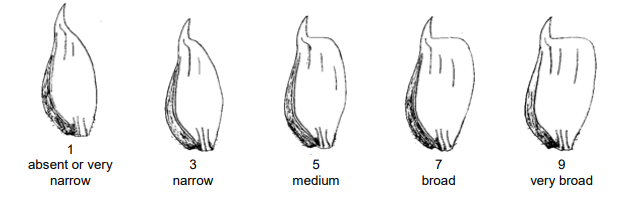 1
absent or very
narrow
3
narrow
5
medium
7
broad
9
very broad